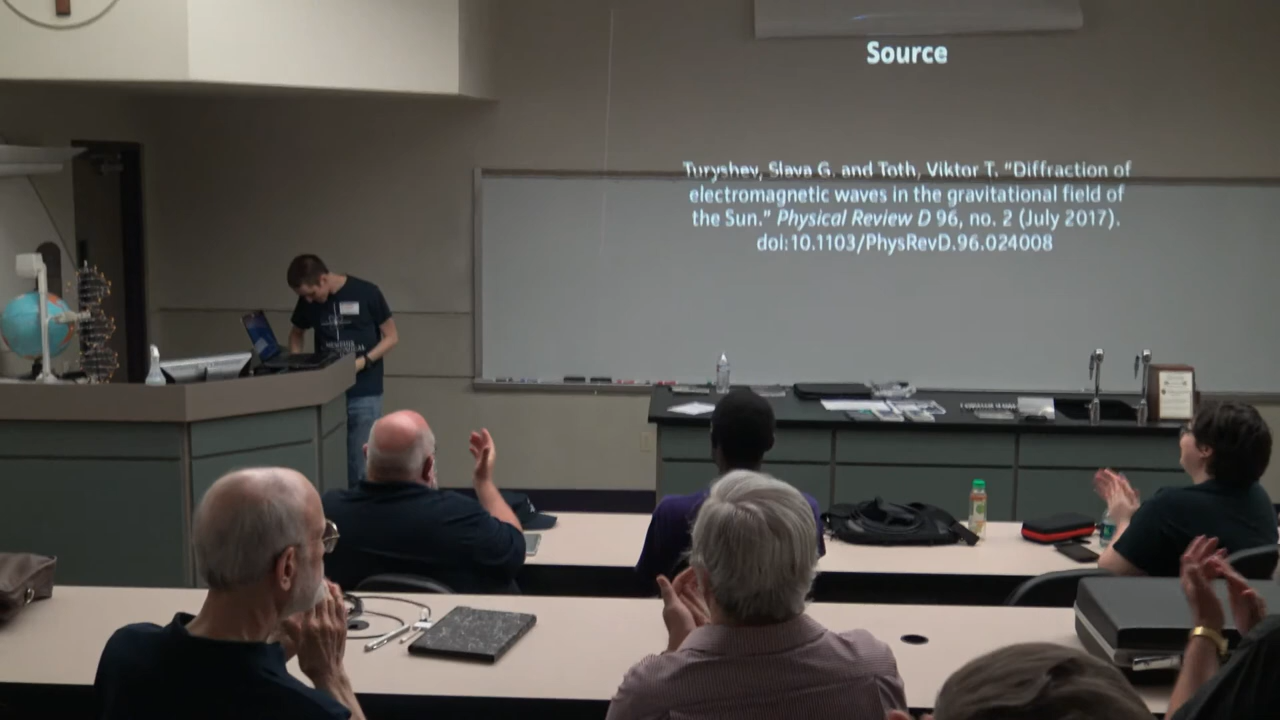 Source
Turyshev, Slava G. and Toth, Viktor T. "Diffraction of
electromagnetic waves in the gravitational field of
the Sun." Physical Review D 96, no. 2 (July 2017).
doi:10.1103/PhysRevD.96.024008